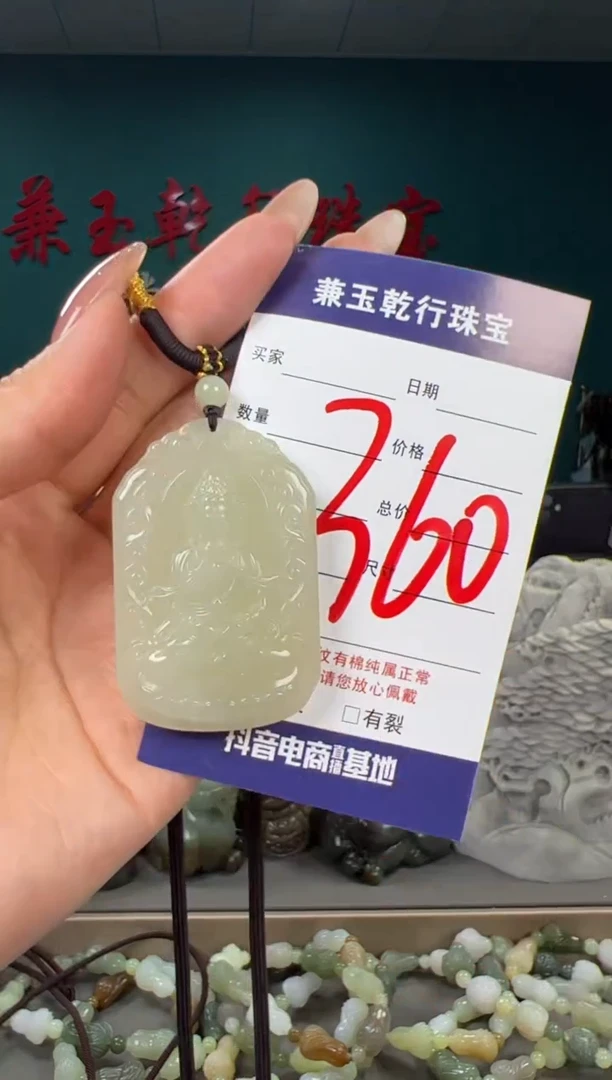 兼玉乾行珠宝
兼玉乾行珠宝
买家
日期
数量
价格
总价
尺寸
360
纹有棉纯属正常
请您放心佩戴
□有裂
抖音电商直播基地